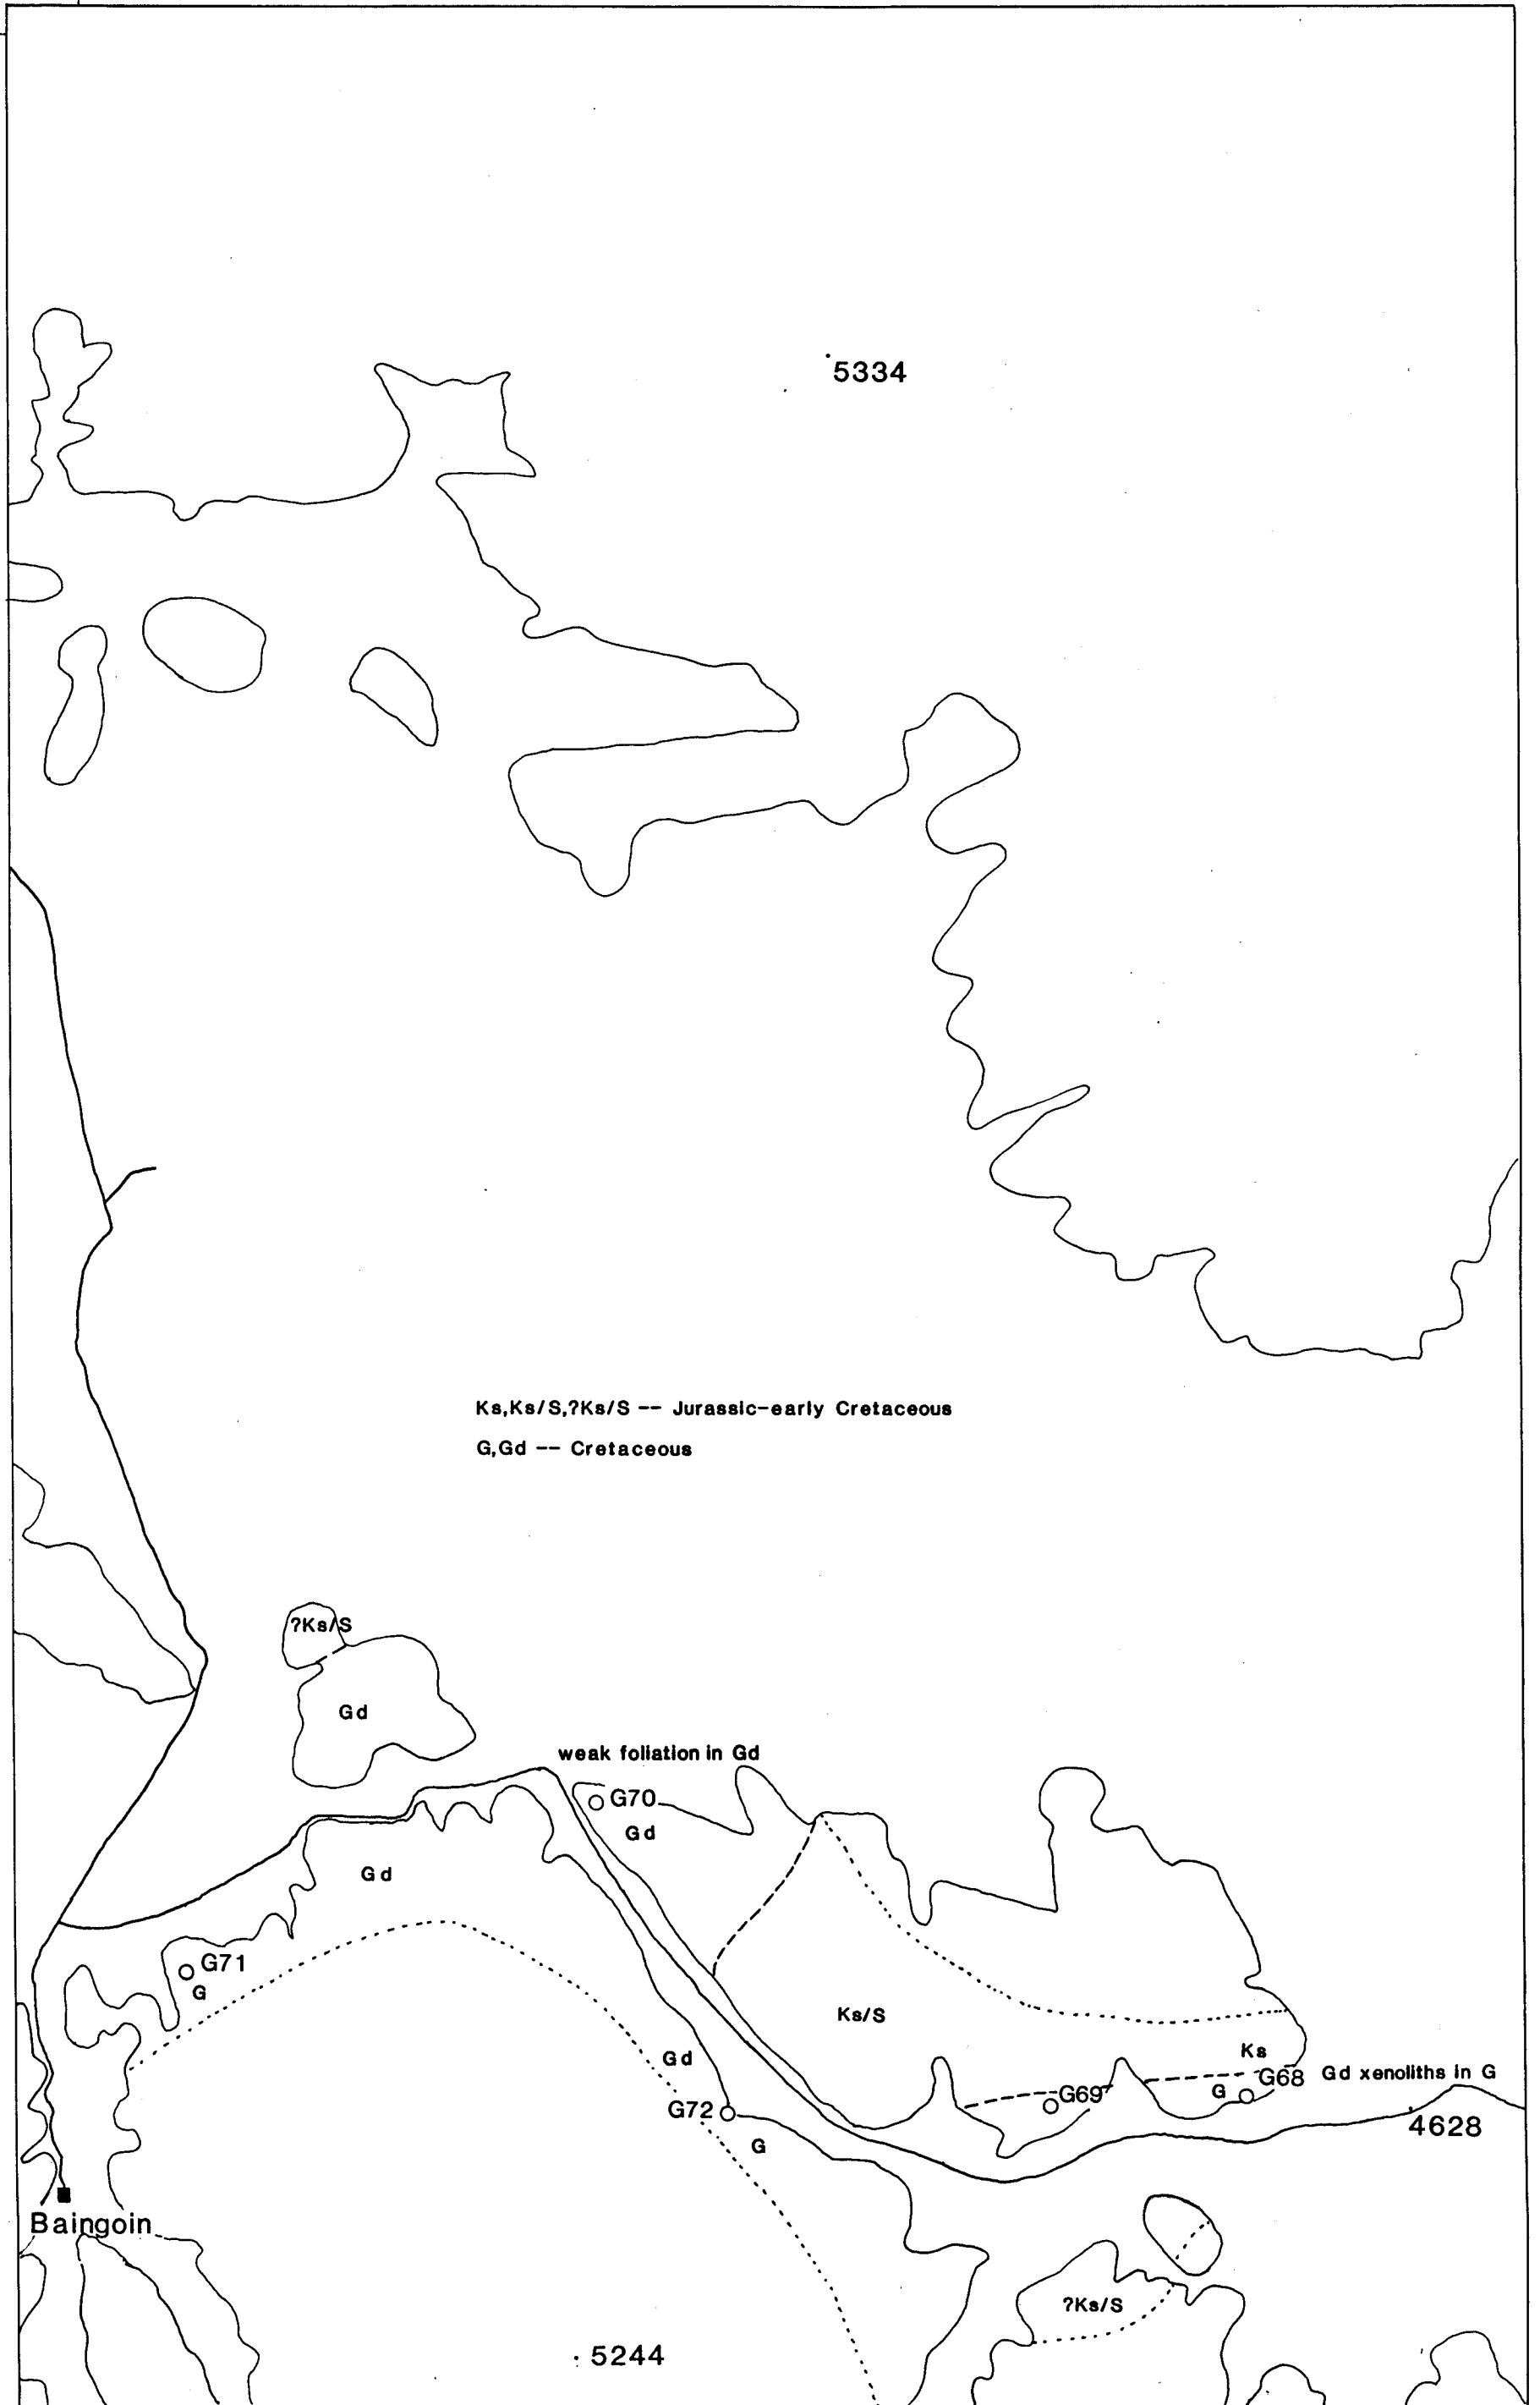 5334
Ks,Ks/S,?Ks/S -- Jurassic-early Cretaceous
G,Gd -- Cretaceous
?Ks/S
Gd
weak foliation in Gd
G70
Gd
Gd
G71
G
Ks/S
Ks
Gd
G68 Gd xenoliths in G
G
G69
G72
4628
G
Baingoin
?Ks/S
5244